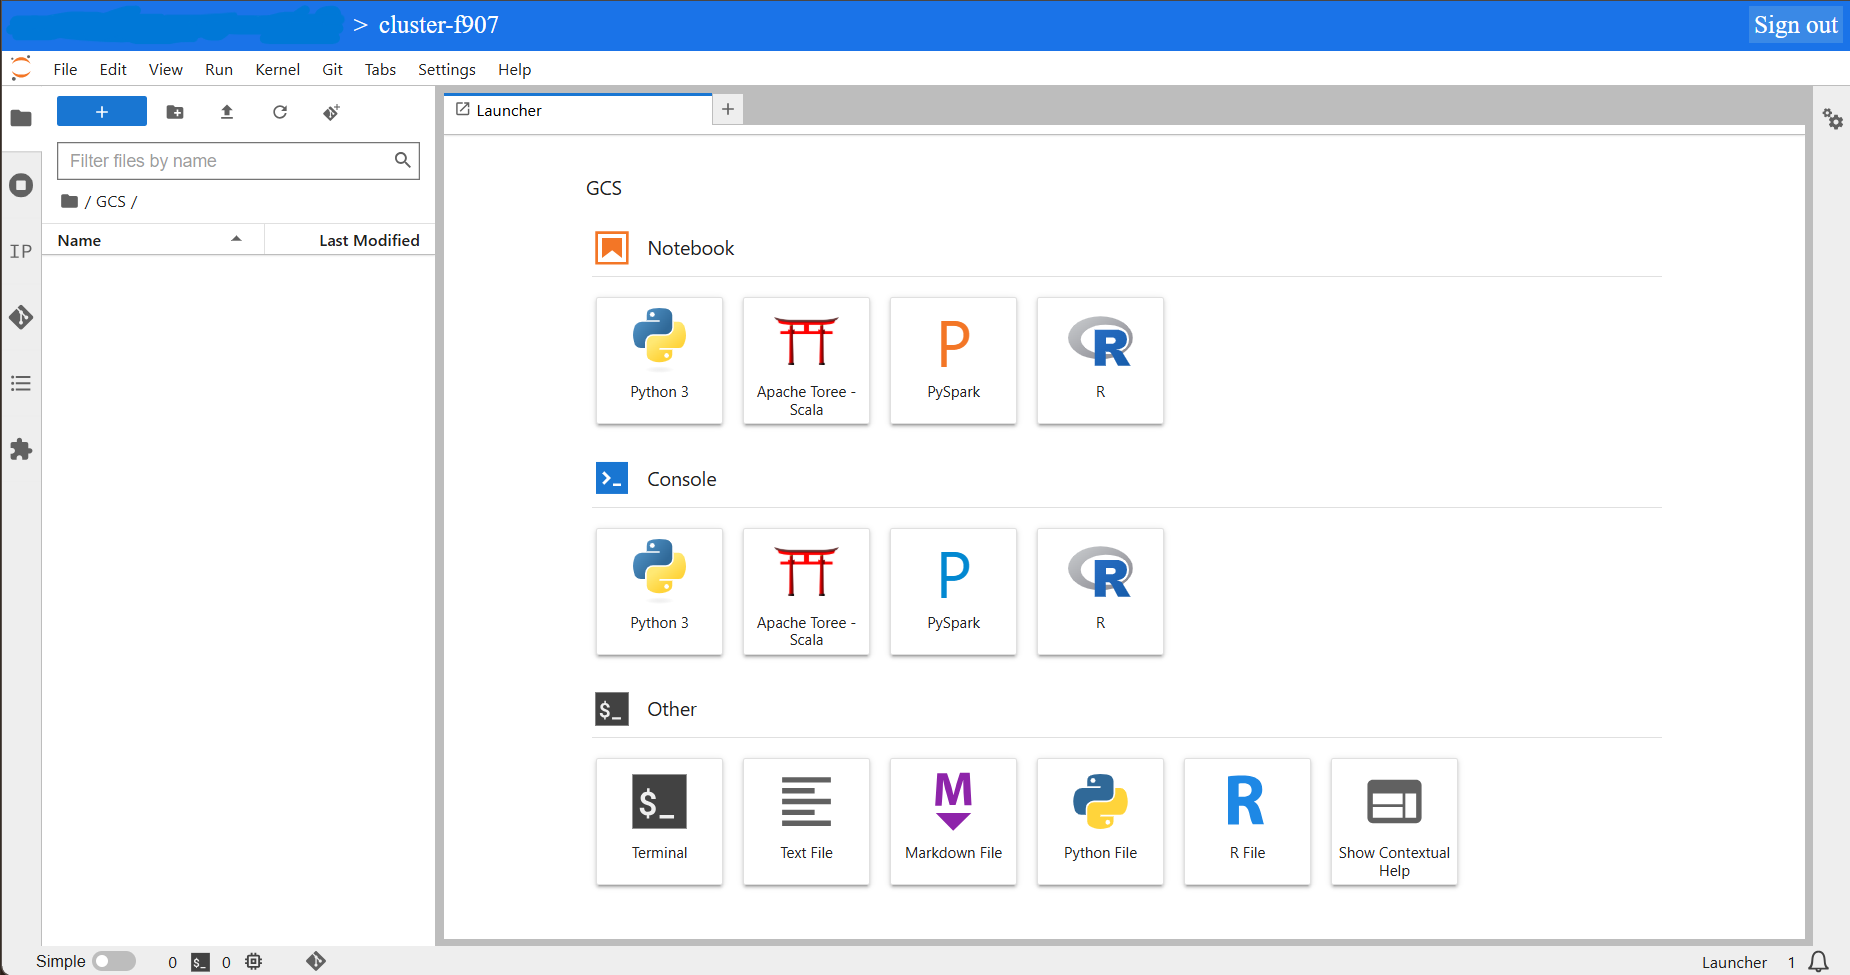 > cluster-f907
Sign out
File Edit View Run Kernel Git Tabs Settings Help
+
Launcher
+
Filter files by name
/ GCS /
Name
Last Modified
IP
GCS
Notebook
Python 3
Apache Toree -
Scala
P
PySpark
R
R
Console
Python 3
Apache Toree -
Scala
P
PySpark
R
R
$_
Other
$_
Terminal
Text File
M
Markdown File
Python File
R
R File
Show Contextual
Help
Simple
0
$_
0
Launcher
1